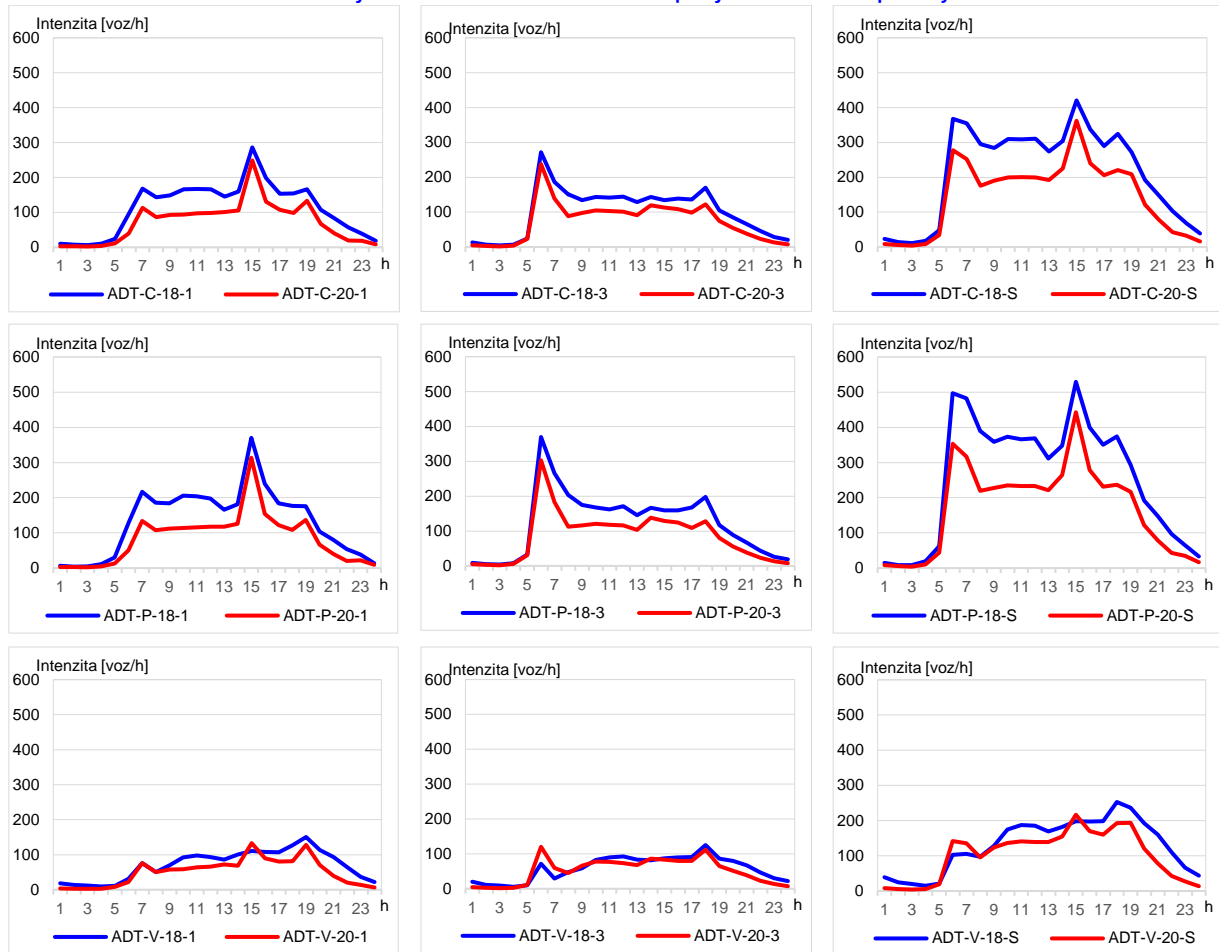 Intenzita [voz/h]
600
500
400
300
200
100
0
1 3 5 7 9 11 13 15 17 19 21 23 h
ADT-C-18-1 ADT-C-20-1
Intenzita [voz/h]
600
500
400
300
200
100
0
1 3 5 7 9 11 13 15 17 19 21 23 h
ADT-C-18-3 ADT-C-20-3
Intenzita [voz/h]
600
500
400
300
200
100
0
1 3 5 7 9 11 13 15 17 19 21 23 h
ADT-C-18-S ADT-C-20-S
Intenzita [voz/h]
600
500
400
300
200
100
0
1 3 5 7 9 11 13 15 17 19 21 23 h
ADT-P-18-1 ADT-P-20-1
Intenzita [voz/h]
600
500
400
300
200
100
0
1 3 5 7 9 11 13 15 17 19 21 23 h
ADT-P-18-3 ADT-P-20-3
Intenzita [voz/h]
600
500
400
300
200
100
0
1 3 5 7 9 11 13 15 17 19 21 23 h
ADT-P-18-S ADT-P-20-S
Intenzita [voz/h]
600
500
400
300
200
100
0
1 3 5 7 9 11 13 15 17 19 21 23 h
ADT-V-18-1 ADT-V-20-1
Intenzita [voz/h]
600
500
400
300
200
100
0
1 3 5 7 9 11 13 15 17 19 21 23 h
ADT-V-18-3 ADT-V-20-3
Intenzita [voz/h]
600
500
400
300
200
100
0
1 3 5 7 9 11 13 15 17 19 21 23 h
ADT-V-18-S ADT-V-20-S